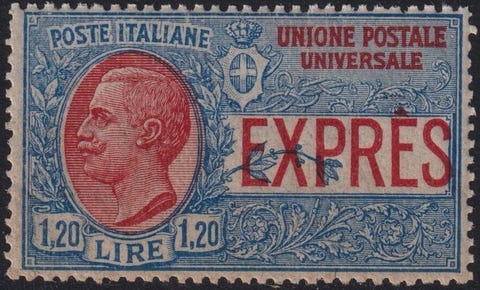 POSTE ITALIANE
UNIONE POSTALE
UNIVERSALE
EXPRÈS
1,20 LIRE 1,20